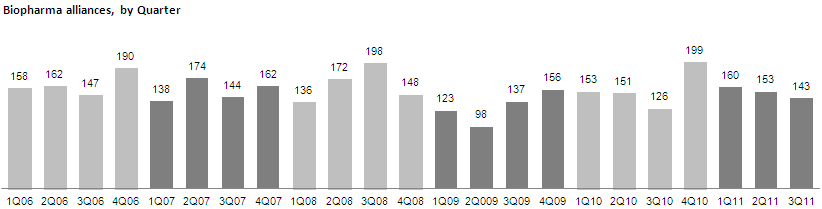 Biopharma alliances, by Quarter
158 162 147 190 138 174 144 162 136 172 198 148 123 98 137 156 153 151 126 199 160 153 143
1Q06 2Q06 3Q06 4Q06 1Q07 2Q07 3Q07 4Q07 1Q08 2Q08 3Q08 4Q08 1Q09 2Q009 3Q09 4Q09 1Q10 2Q10 3Q10 4Q10 1Q11 2Q11 3Q11